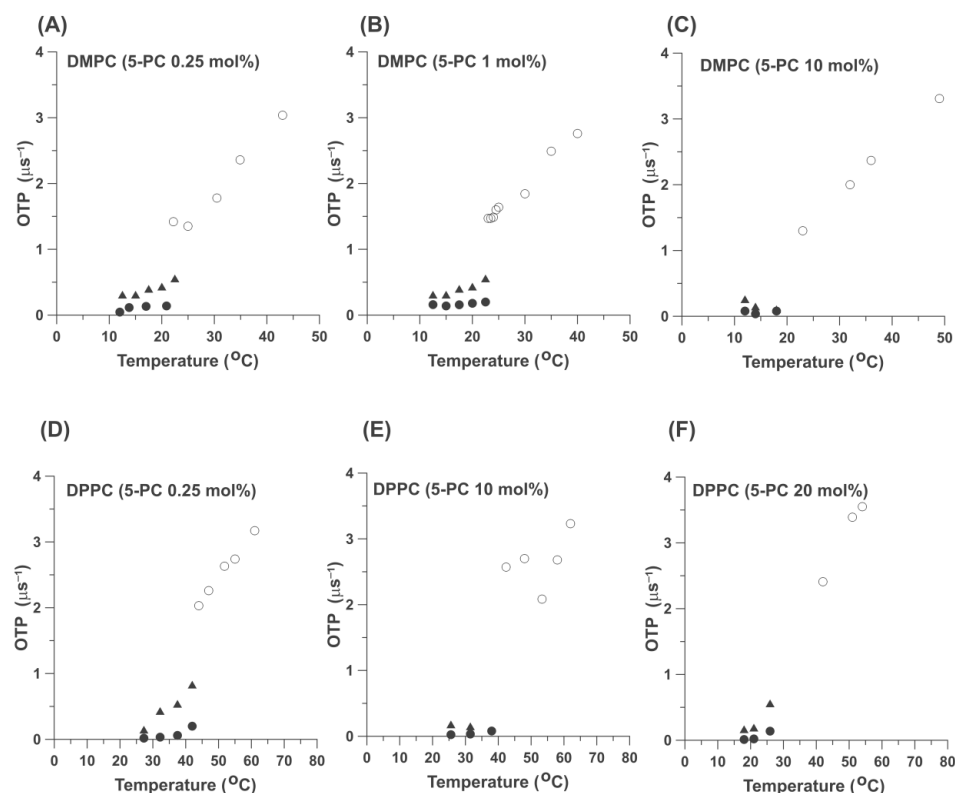 (A)
DMPC (5-PC 0.25 mol%)
4
3
2
1
0
OTP (μs⁻¹)
0 10 20 30 40 50
Temperature (°C)
(B)
DMPC (5-PC 1 mol%)
4
3
2
1
0
OTP (μs⁻¹)
0 10 20 30 40 50
Temperature (°C)
(C)
DMPC (5-PC 10 mol%)
4
3
2
1
0
OTP (μs⁻¹)
0 10 20 30 40 50
Temperature (°C)
(D)
DPPC (5-PC 0.25 mol%)
4
3
2
1
0
OTP (μs⁻¹)
0 10 20 30 40 50 60 70 80
Temperature (°C)
(E)
DPPC (5-PC 10 mol%)
4
3
2
1
0
OTP (μs⁻¹)
0 10 20 30 40 50 60 70 80
Temperature (°C)
(F)
DPPC (5-PC 20 mol%)
4
3
2
1
0
OTP (μs⁻¹)
0 10 20 30 40 50 60 70 80
Temperature (°C)